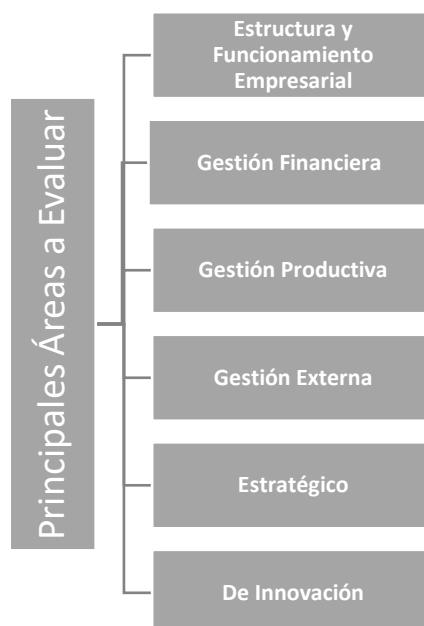 Principales Áreas a Evaluar
Estructura y
Funcionamiento
Empresarial
Gestión Financiera
Gestión Productiva
Gestión Externa
Estratégico
De Innovación